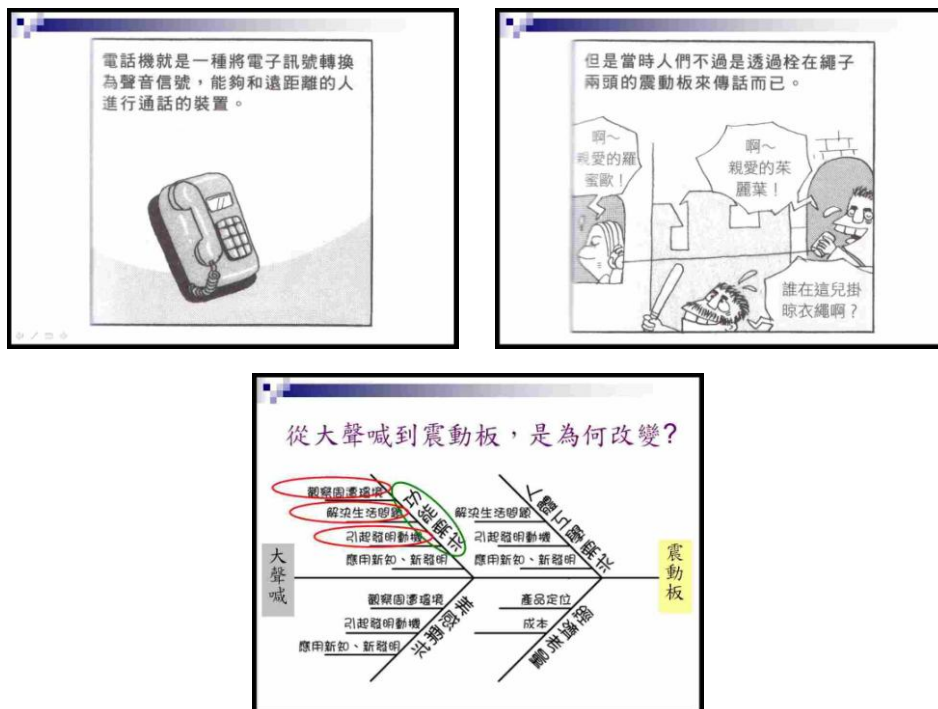 電話機就是一種將電子訊號轉換
為聲音信號，能夠和遠距離的人
進行通話的裝置。
但是當時人們不過是透過栓在繩子
兩頭的震動板來傳話而已。
啊～
親愛的羅
蜜歐！
啊～
親愛的茱
麗葉！
誰在這兒掛
晾衣繩啊？
從大聲喊到震動板，是為何改變?
觀察周遭環境
解決生活問題
引起發明動機
應用新知、新發明
功能需求
解決生活問題
引起發明動機
應用新知、新發明
人體工學需求
大聲喊
震動板
觀察周遭環境
引起發明動機
應用新知、新發明
美感需求
產品定位
成本
經濟考量